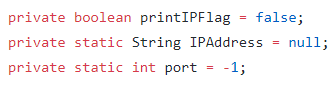 private boolean printIPFlag = false;
private static String IPAddress = null;
private static int port = -1;